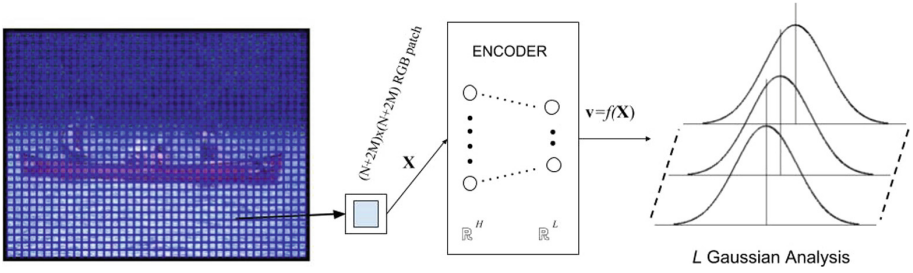 (N+2M)x(N+2M) RGB patch
X
ENCODER
ℝ^H
ℝ^L
v=f(X)
L Gaussian Analysis